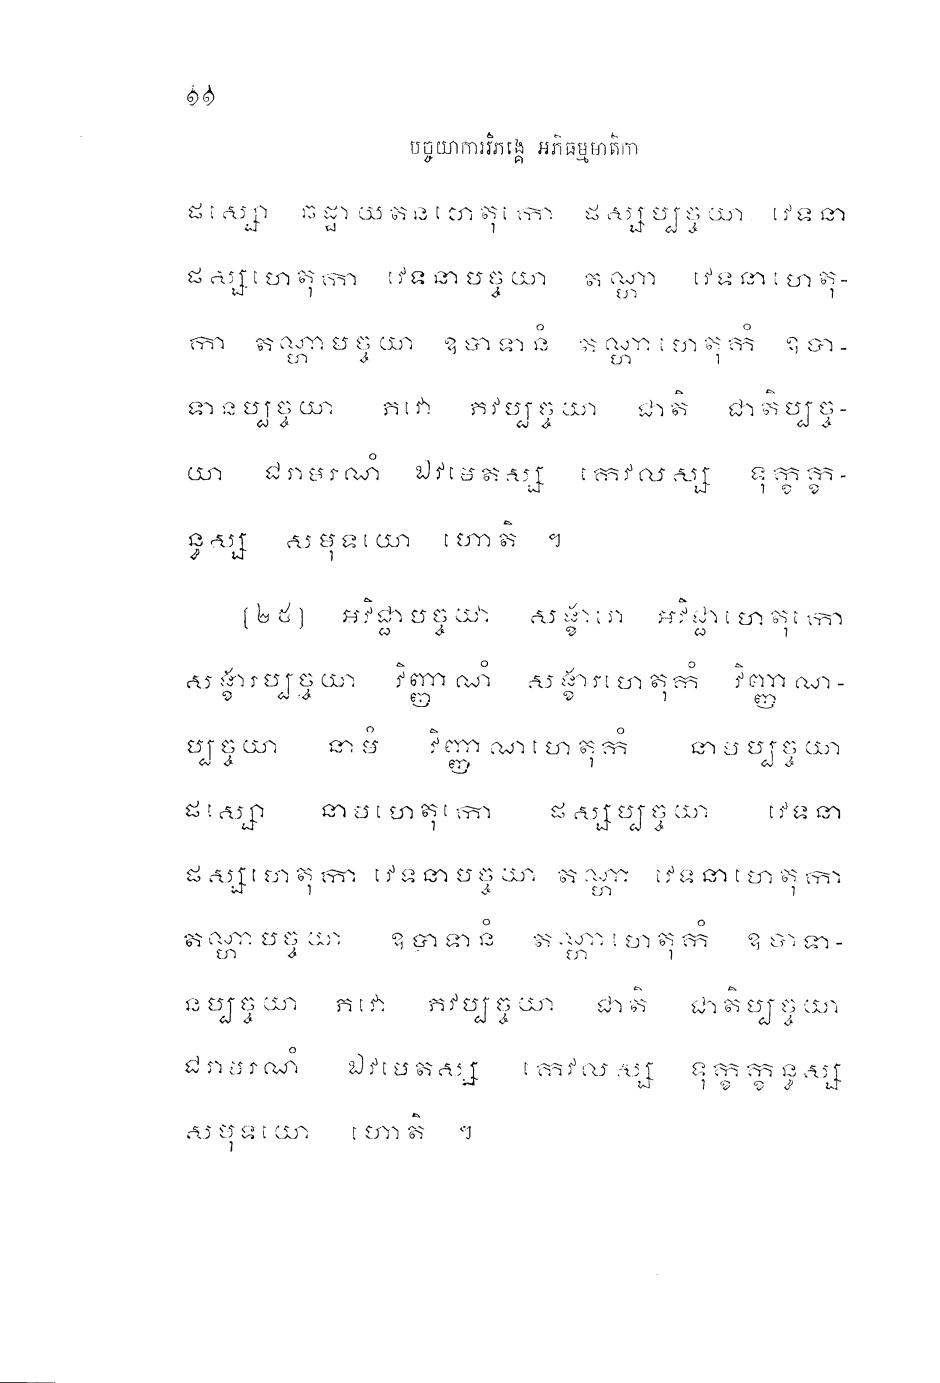 ១១
បច្ចយាការវិភង្គេ អភិធម្មមាតិកា
ផស្សោ ឆដ្ឋាយតនហេតុកោ ផស្សប្បច្ចយា វេទនា
ផស្សហេតុកា វេទនាបច្ចយា តណ្ហា វេទនាហេតុ-
កា តណ្ហាបច្ចយា ឧបាទានំ តណ្ហាហេតុកំ ឧបា-
ទានប្បច្ចយា ភវោ ភវប្បច្ចយា ជាតិ ជាតិប្បច្ច-
យា ជរាមរណំ ឯវមេតស្ស កេវលស្ស ទុក្ខក្ខ-
ន្ធស្ស សមុទយោ ហោតិ ។
[២៥] អវិជ្ជាបច្ចយា សង្ខារោ អវិជ្ជាហេតុកោ
សង្ខារប្បច្ចយា វិញ្ញាណំ សង្ខារហេតុកំ វិញ្ញាណ-
ប្បច្ចយា នាមំ វិញ្ញាណហេតុកំ នាមប្បច្ចយា
ផស្សោ នាមហេតុកោ ផស្សប្បច្ចយា វេទនា
ផស្សហេតុកា វេទនាបច្ចយា តណ្ហា វេទនាហេតុកា
តណ្ហាបច្ចយា ឧបាទានំ តណ្ហាហេតុកំ ឧបាទា-
នប្បច្ចយា ភវោ ភវប្បច្ចយា ជាតិ ជាតិប្បច្ចយា
ជរាមរណំ ឯវមេតស្ស កេវលស្ស ទុក្ខក្ខន្ធស្ស
សមុទយោ ហោតិ ។